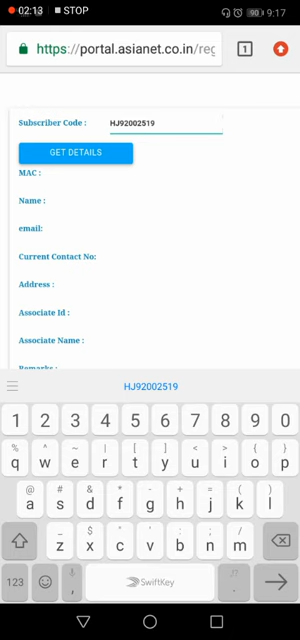 02:13 STOP 90 9:17
https://portal.asianet.co.in/reg 1
Subscriber Code : HJ92002519
GET DETAILS
MAC :
Name :
email:
Current Contact No:
Address :
Associate Id :
Associate Name :
Remarks :
HJ92002519
1 2 3 4 5 6 7 8 9 0
% ^ ~ | [ ] < > { }
q w e r t y u i o p
@ # & * - + = ( )
a s d f g h j k l
_ $ " ' : ; /
z x c v b n m
123 , SwiftKey .